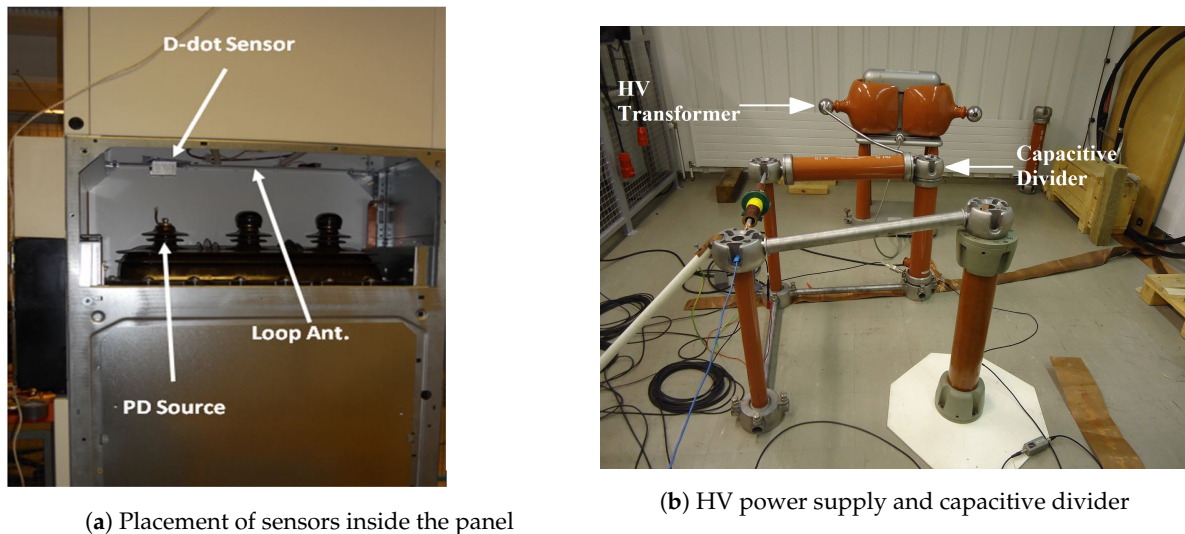 D-dot Sensor
Loop Ant.
PD Source
(a) Placement of sensors inside the panel
HV
Transformer
Capacitive
Divider
(b) HV power supply and capacitive divider